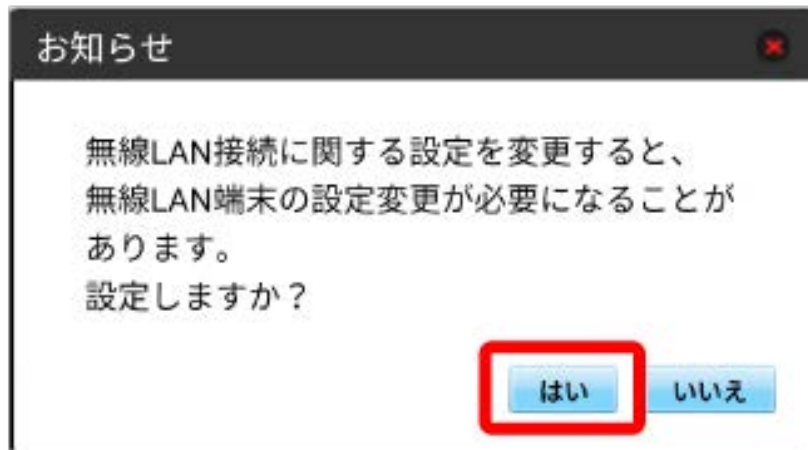 お知らせ
無線LAN接続に関する設定を変更すると、
無線LAN端末の設定変更が必要になることが
あります。
設定しますか？
はい いいえ